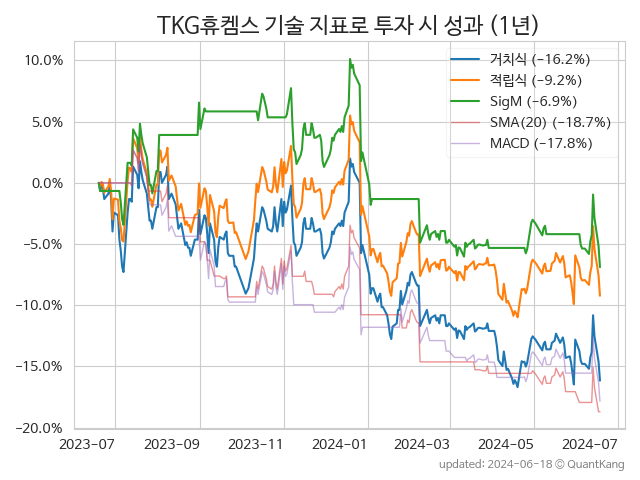 TKG휴켐스 기술 지표로 투자 시 성과 (1년)
거치식 (−16.2%)
적립식 (−9.2%)
SigM (−6.9%)
SMA(20) (−18.7%)
MACD (−17.8%)
10.0%
5.0%
0.0%
−5.0%
−10.0%
−15.0%
−20.0%
2023-07 2023-09 2023-11 2024-01 2024-03 2024-05 2024-07
updated: 2024-06-18 © QuantKang